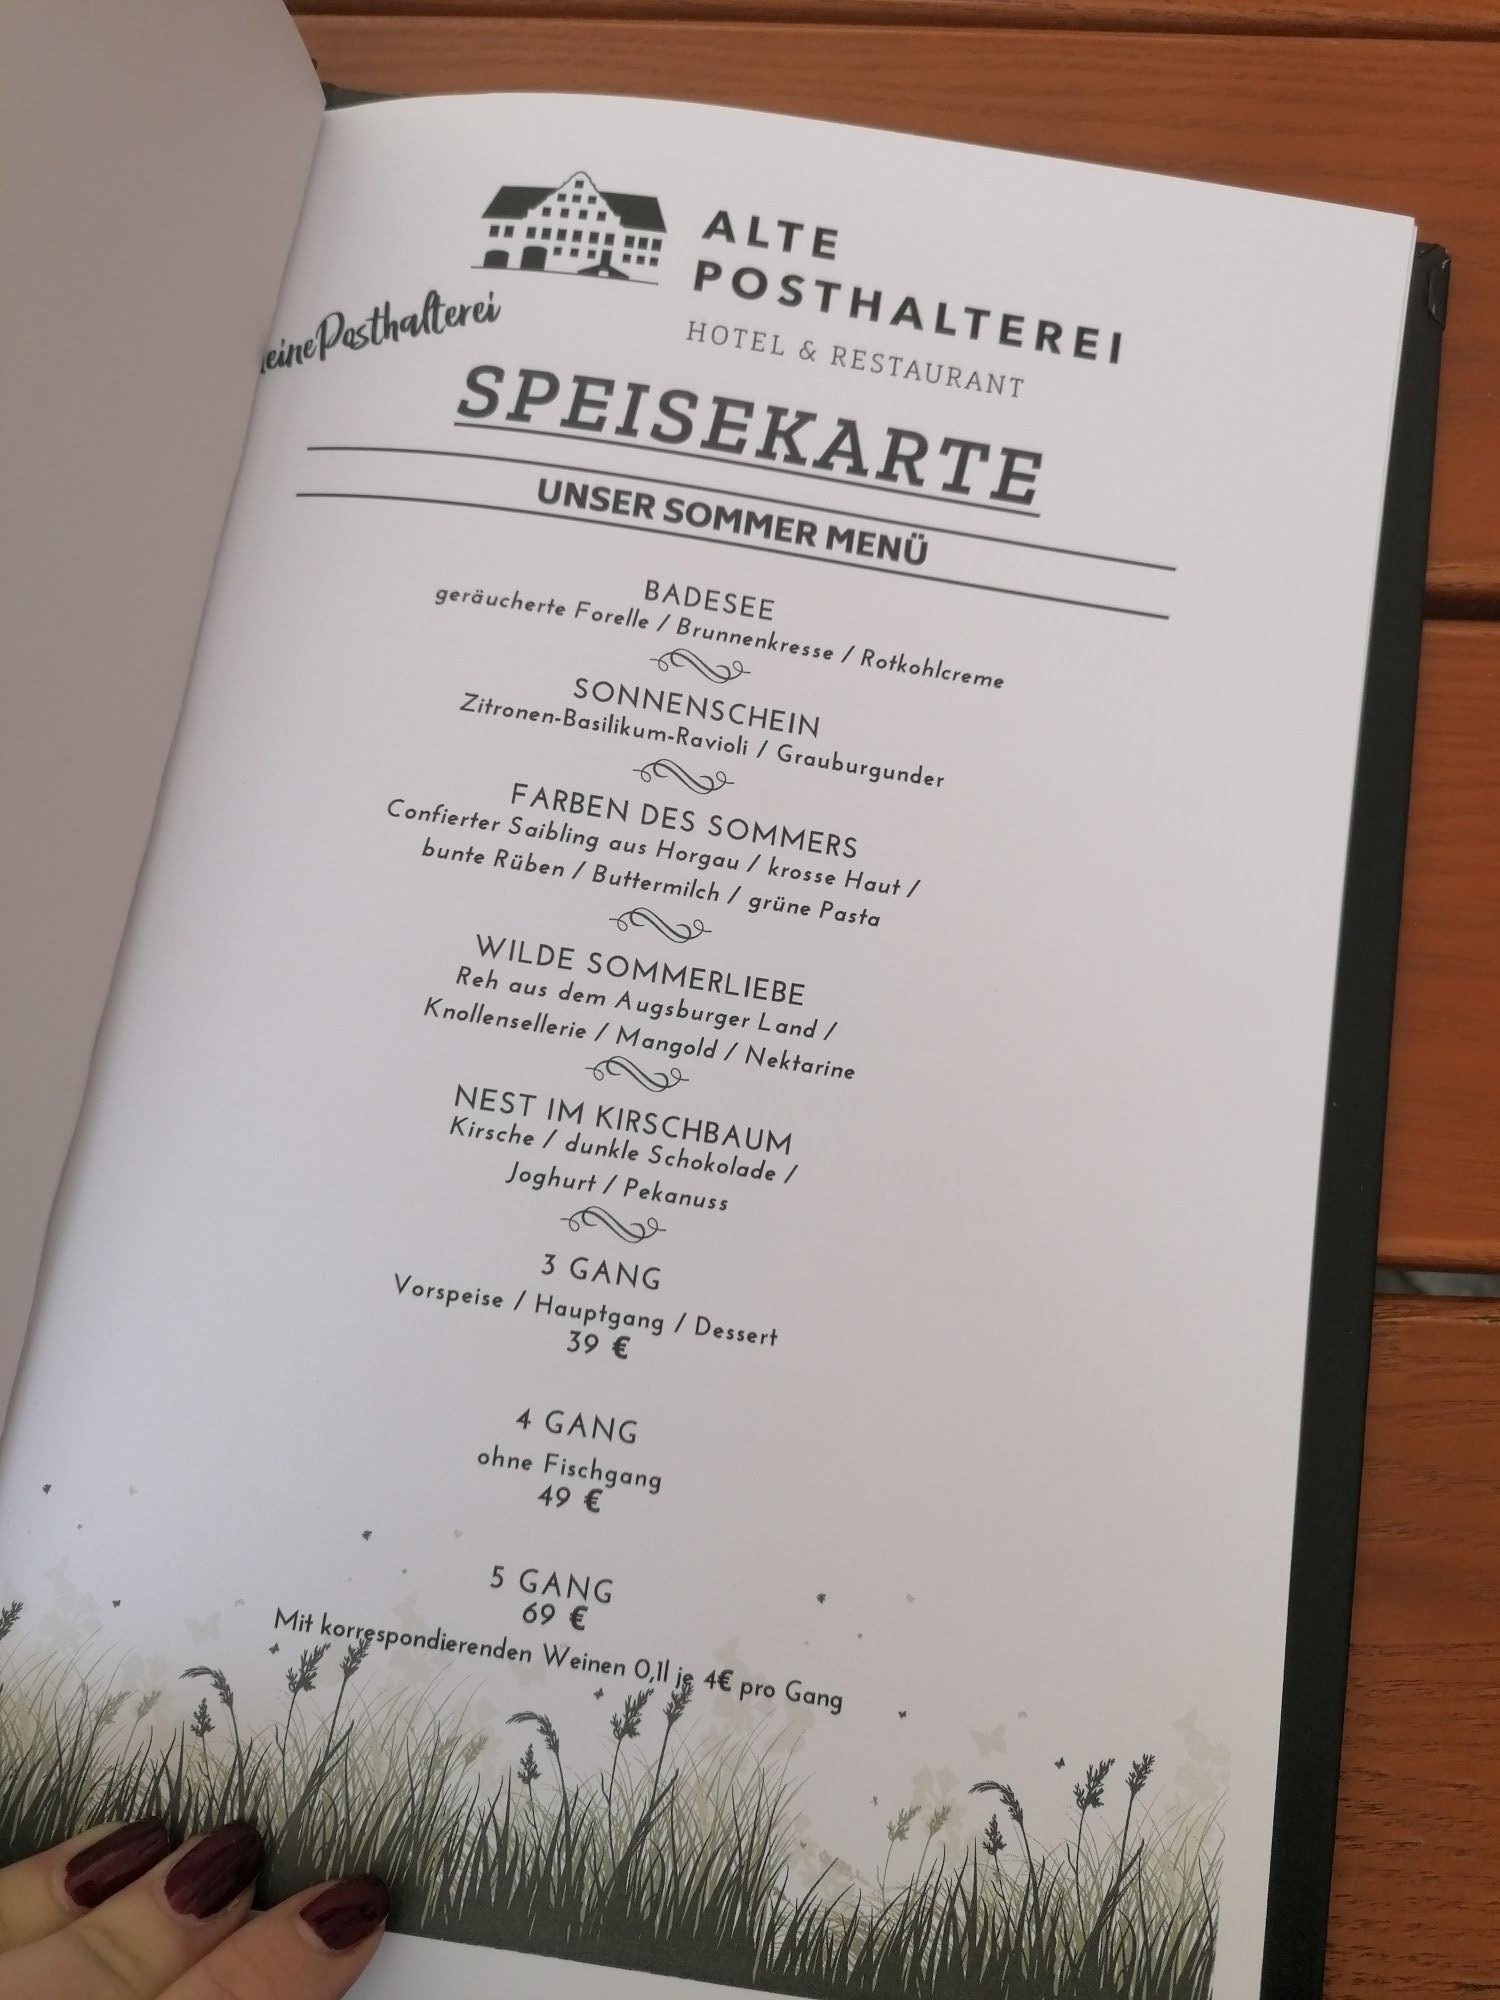 ALTE
POSTHALTEREI
HOTEL & RESTAURANT
einePosthalterei
SPEISEKARTE
UNSER SOMMER MENÜ
BADESEE
geräucherte Forelle / Brunnenkresse / Rotkohlcreme
SONNENSCHEIN
Zitronen-Basilikum-Ravioli / Grauburgunder
FARBEN DES SOMMERS
Confierter Saibling aus Horgau / krosse Haut /
bunte Rüben / Buttermilch / grüne Pasta
WILDE SOMMERLIEBE
Reh aus dem Augsburger Land /
Knollensellerie / Mangold / Nektarine
NEST IM KIRSCHBAUM
Kirsche / dunkle Schokolade /
Joghurt / Pekanuss
3 GANG
Vorspeise / Hauptgang / Dessert
39 €
4 GANG
ohne Fischgang
49 €
5 GANG
69 €
Mit korrespondierenden Weinen 0,1l je 4€ pro Gang